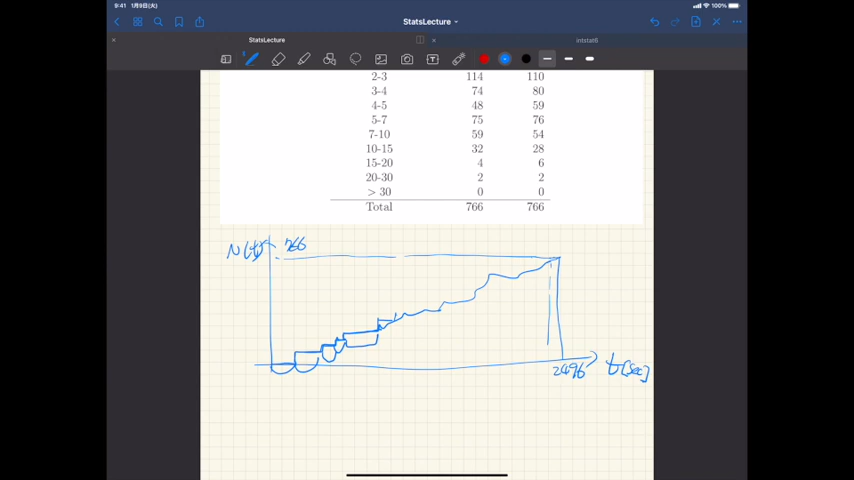 9:41 1月9日(火)
100%
StatsLecture
StatsLecture
intstat6
2-3 114 110
3-4 74 80
4-5 48 59
5-7 75 76
7-10 59 54
10-15 32 28
15-20 4 6
20-30 2 2
> 30 0 0
Total 766 766
N(t) 766
2496 t[sec]